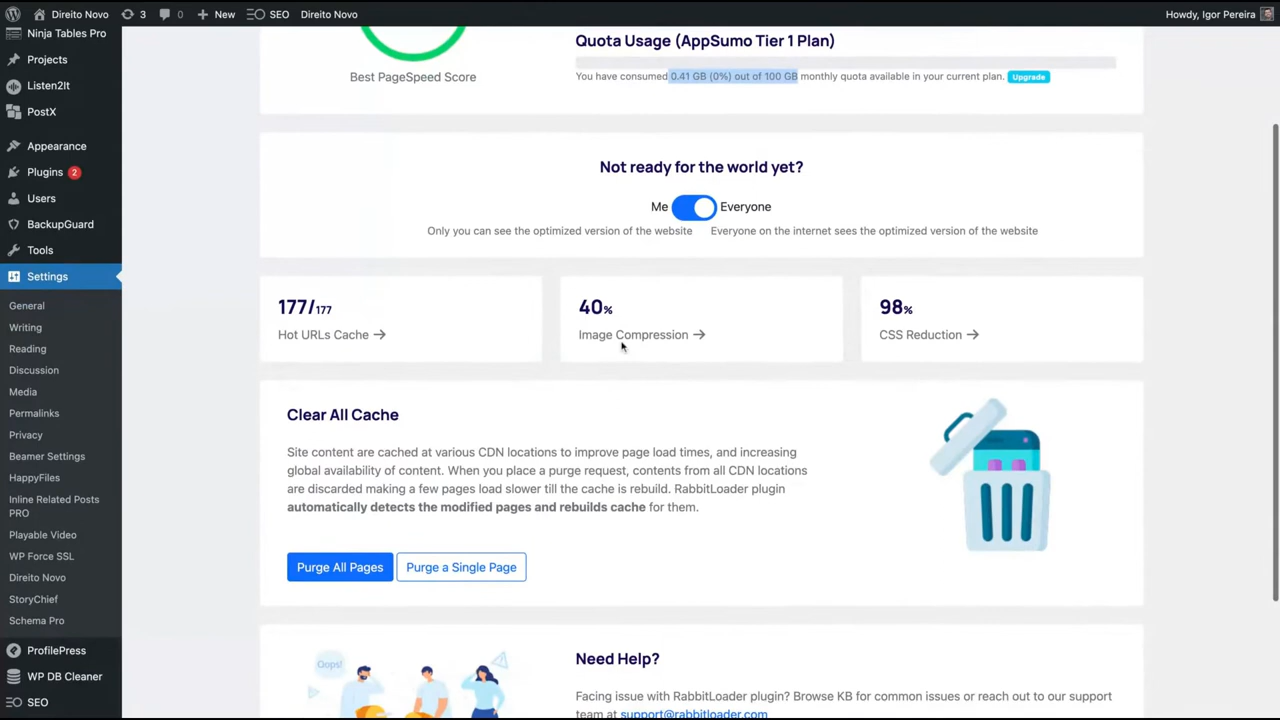 Direito Novo
3
0
New
SEO
Direito Novo
Howdy, Igor Pereira
Ninja Tables Pro
Projects
Listen2It
PostX
Appearance
Plugins 2
Users
BackupGuard
Tools
Settings
General
Writing
Reading
Discussion
Media
Permalinks
Privacy
Beamer Settings
HappyFiles
Inline Related Posts
PRO
Playable Video
WP Force SSL
Direito Novo
StoryChief
Schema Pro
ProfilePress
WP DB Cleaner
SEO
Best PageSpeed Score
Quota Usage (AppSumo Tier 1 Plan)
You have consumed 0.41 GB (0%) out of 100 GB monthly quota available in your current plan. Upgrade
Not ready for the world yet?
Me Everyone
Only you can see the optimized version of the website Everyone on the internet sees the optimized version of the website
177/177
Hot URLs Cache →
40%
Image Compression →
98%
CSS Reduction →
Clear All Cache
Site content are cached at various CDN locations to improve page load times, and increasing
global availability of content. When you place a purge request, contents from all CDN locations
are discarded making a few pages load slower till the cache is rebuild. RabbitLoader plugin
automatically detects the modified pages and rebuilds cache for them.
Purge All Pages Purge a Single Page
Oops!
Need Help?
Facing issue with RabbitLoader plugin? Browse KB for common issues or reach out to our support
team at support@rabbitloader.com